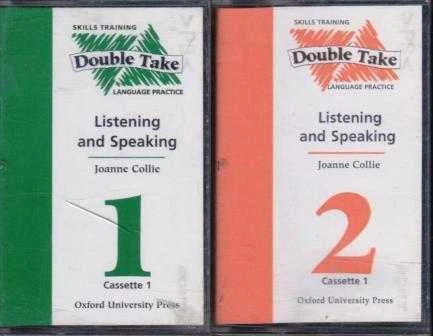 SKILLS TRAINING
Double Take
LANGUAGE PRACTICE
Listening
and Speaking
Joanne Collie
1
Cassette 1
Oxford University Press
SKILLS TRAINING
Double Take
LANGUAGE PRACTICE
Listening
and Speaking
Joanne Collie
2
Cassette 1
Oxford University Press